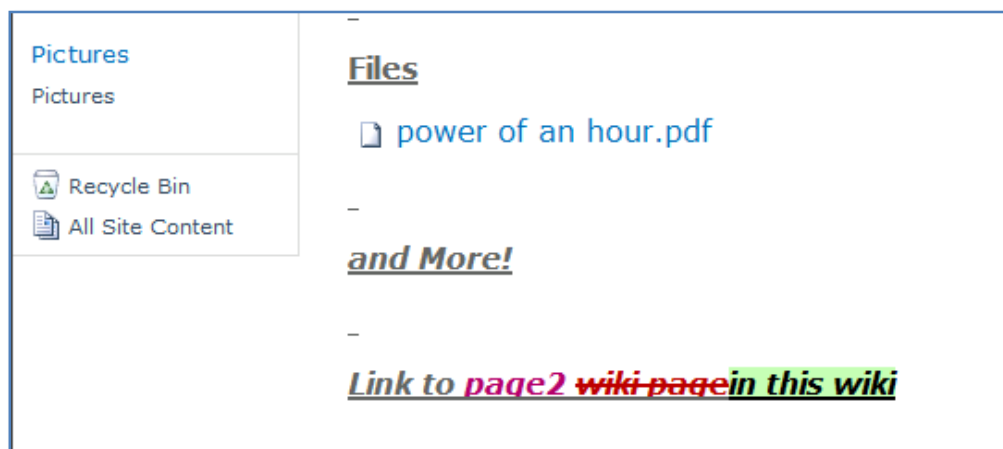 Pictures
Pictures
Recycle Bin
All Site Content
Files
power of an hour.pdf
and More!
Link to page2 wiki pagein this wiki